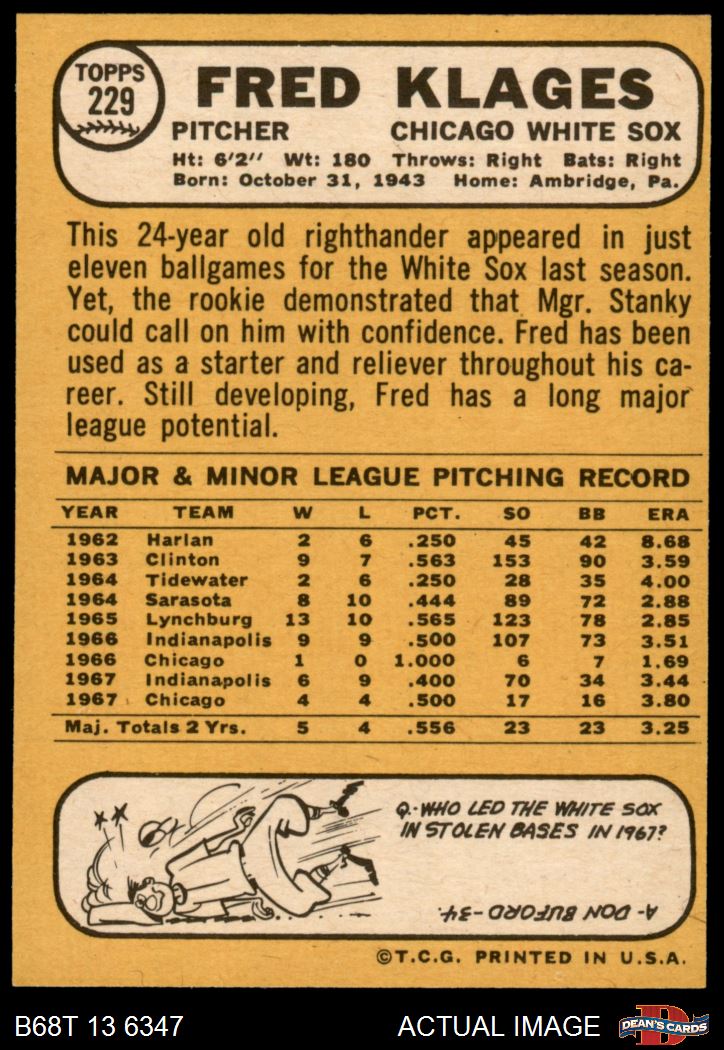 TOPPS
229
FRED KLAGES
PITCHER CHICAGO WHITE SOX
Ht: 6'2'' Wt: 180 Throws: Right Bats: Right
Born: October 31, 1943 Home: Ambridge, Pa.
This 24-year old righthander appeared in just
eleven ballgames for the White Sox last season.
Yet, the rookie demonstrated that Mgr. Stanky
could call on him with confidence. Fred has been
used as a starter and reliever throughout his ca-
reer. Still developing, Fred has a long major
league potential.
MAJOR & MINOR LEAGUE PITCHING RECORD
YEAR TEAM W L PCT. SO BB ERA
1962 Harlan 2 6 .250 45 42 8.68
1963 Clinton 9 7 .563 153 90 3.59
1964 Tidewater 2 6 .250 28 35 4.00
1964 Sarasota 8 10 .444 89 72 2.88
1965 Lynchburg 13 10 .565 123 78 2.85
1966 Indianapolis 9 9 .500 107 73 3.51
1966 Chicago 1 0 1.000 6 7 1.69
1967 Indianapolis 6 9 .400 70 34 3.44
1967 Chicago 4 4 .500 17 16 3.80
Maj. Totals 2 Yrs. 5 4 .556 23 23 3.25
Q.-WHO LED THE WHITE SOX
IN STOLEN BASES IN 1967?
A-DON BUFORD-34.
©T.C.G. PRINTED IN U.S.A.
B68T 13 6347 ACTUAL IMAGE DEAN'S CARDS